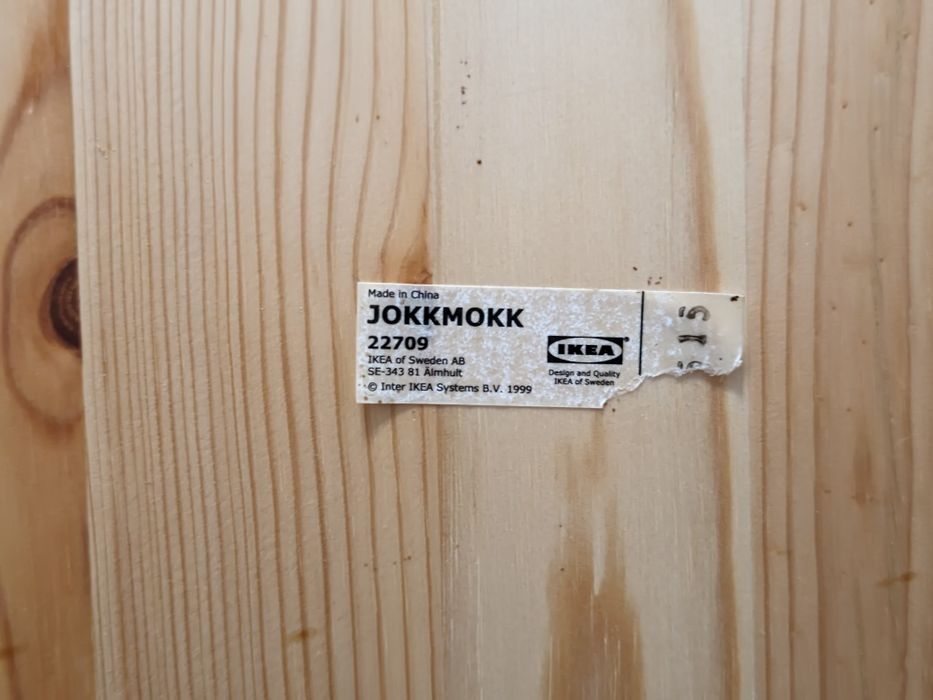 Made in China
JOKKMOKK
22709
IKEA of Sweden AB
SE-343 81 Älmhult
© Inter IKEA Systems B.V. 1999
IKEA®
Design and Quality
IKEA of Sweden